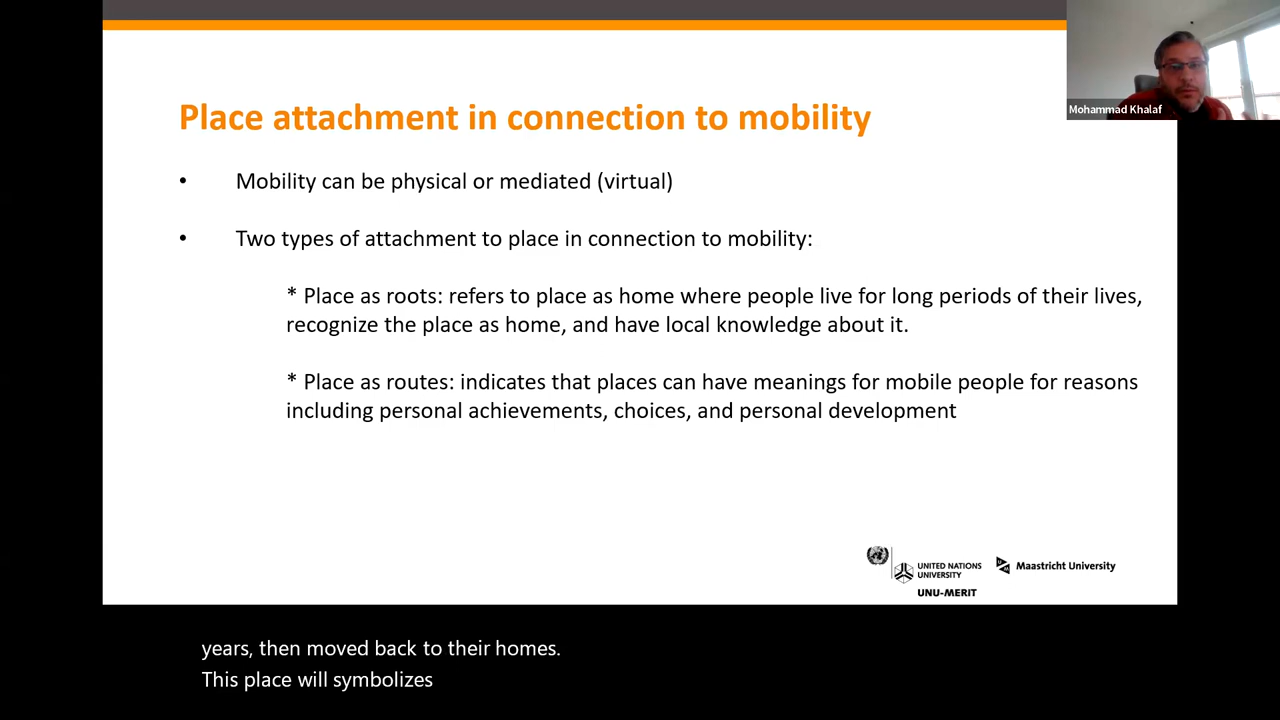 Mohammad Khalaf
Place attachment in connection to mobility
• Mobility can be physical or mediated (virtual)
• Two types of attachment to place in connection to mobility:
* Place as roots: refers to place as home where people live for long periods of their lives,
recognize the place as home, and have local knowledge about it.
* Place as routes: indicates that places can have meanings for mobile people for reasons
including personal achievements, choices, and personal development
UNITED NATIONS
UNIVERSITY
UNU-MERIT
Maastricht University
years, then moved back to their homes.
This place will symbolizes